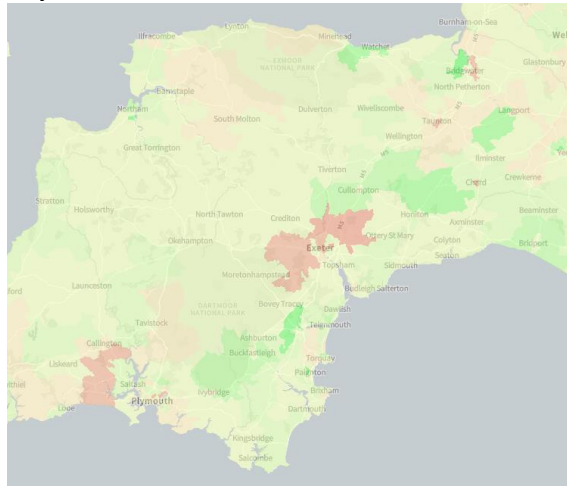 Burnham-on-Sea
Lynton
Ilfracombe
Minehead
Watchet
EXMOOR
NATIONAL PARK
Glastonbury
Bridgwater
Barnstaple
North Petherton
Northam
Dulverton
Wiveliscombe
Langport
South Molton
Taunton
Wellington
Great Torrington
M5
Ilminster
Tiverton
Chard
Crewkerne
Cullompton
Stratton
Holsworthy
North Tawton
Crediton
Honiton
Axminster
Beaminster
Okehampton
Exeter
Ottery St Mary
Colyton
Bridport
Seaton
Topsham
Sidmouth
Moretonhampstead
Launceston
Budleigh Salterton
Bovey Tracey
DARTMOOR
NATIONAL PARK
Dawlish
Tavistock
Teignmouth
Ashburton
Callington
Buckfastleigh
Torquay
Liskeard
Paignton
Saltash
Ivybridge
Brixham
Plymouth
Looe
Dartmouth
Kingsbridge
Salcombe